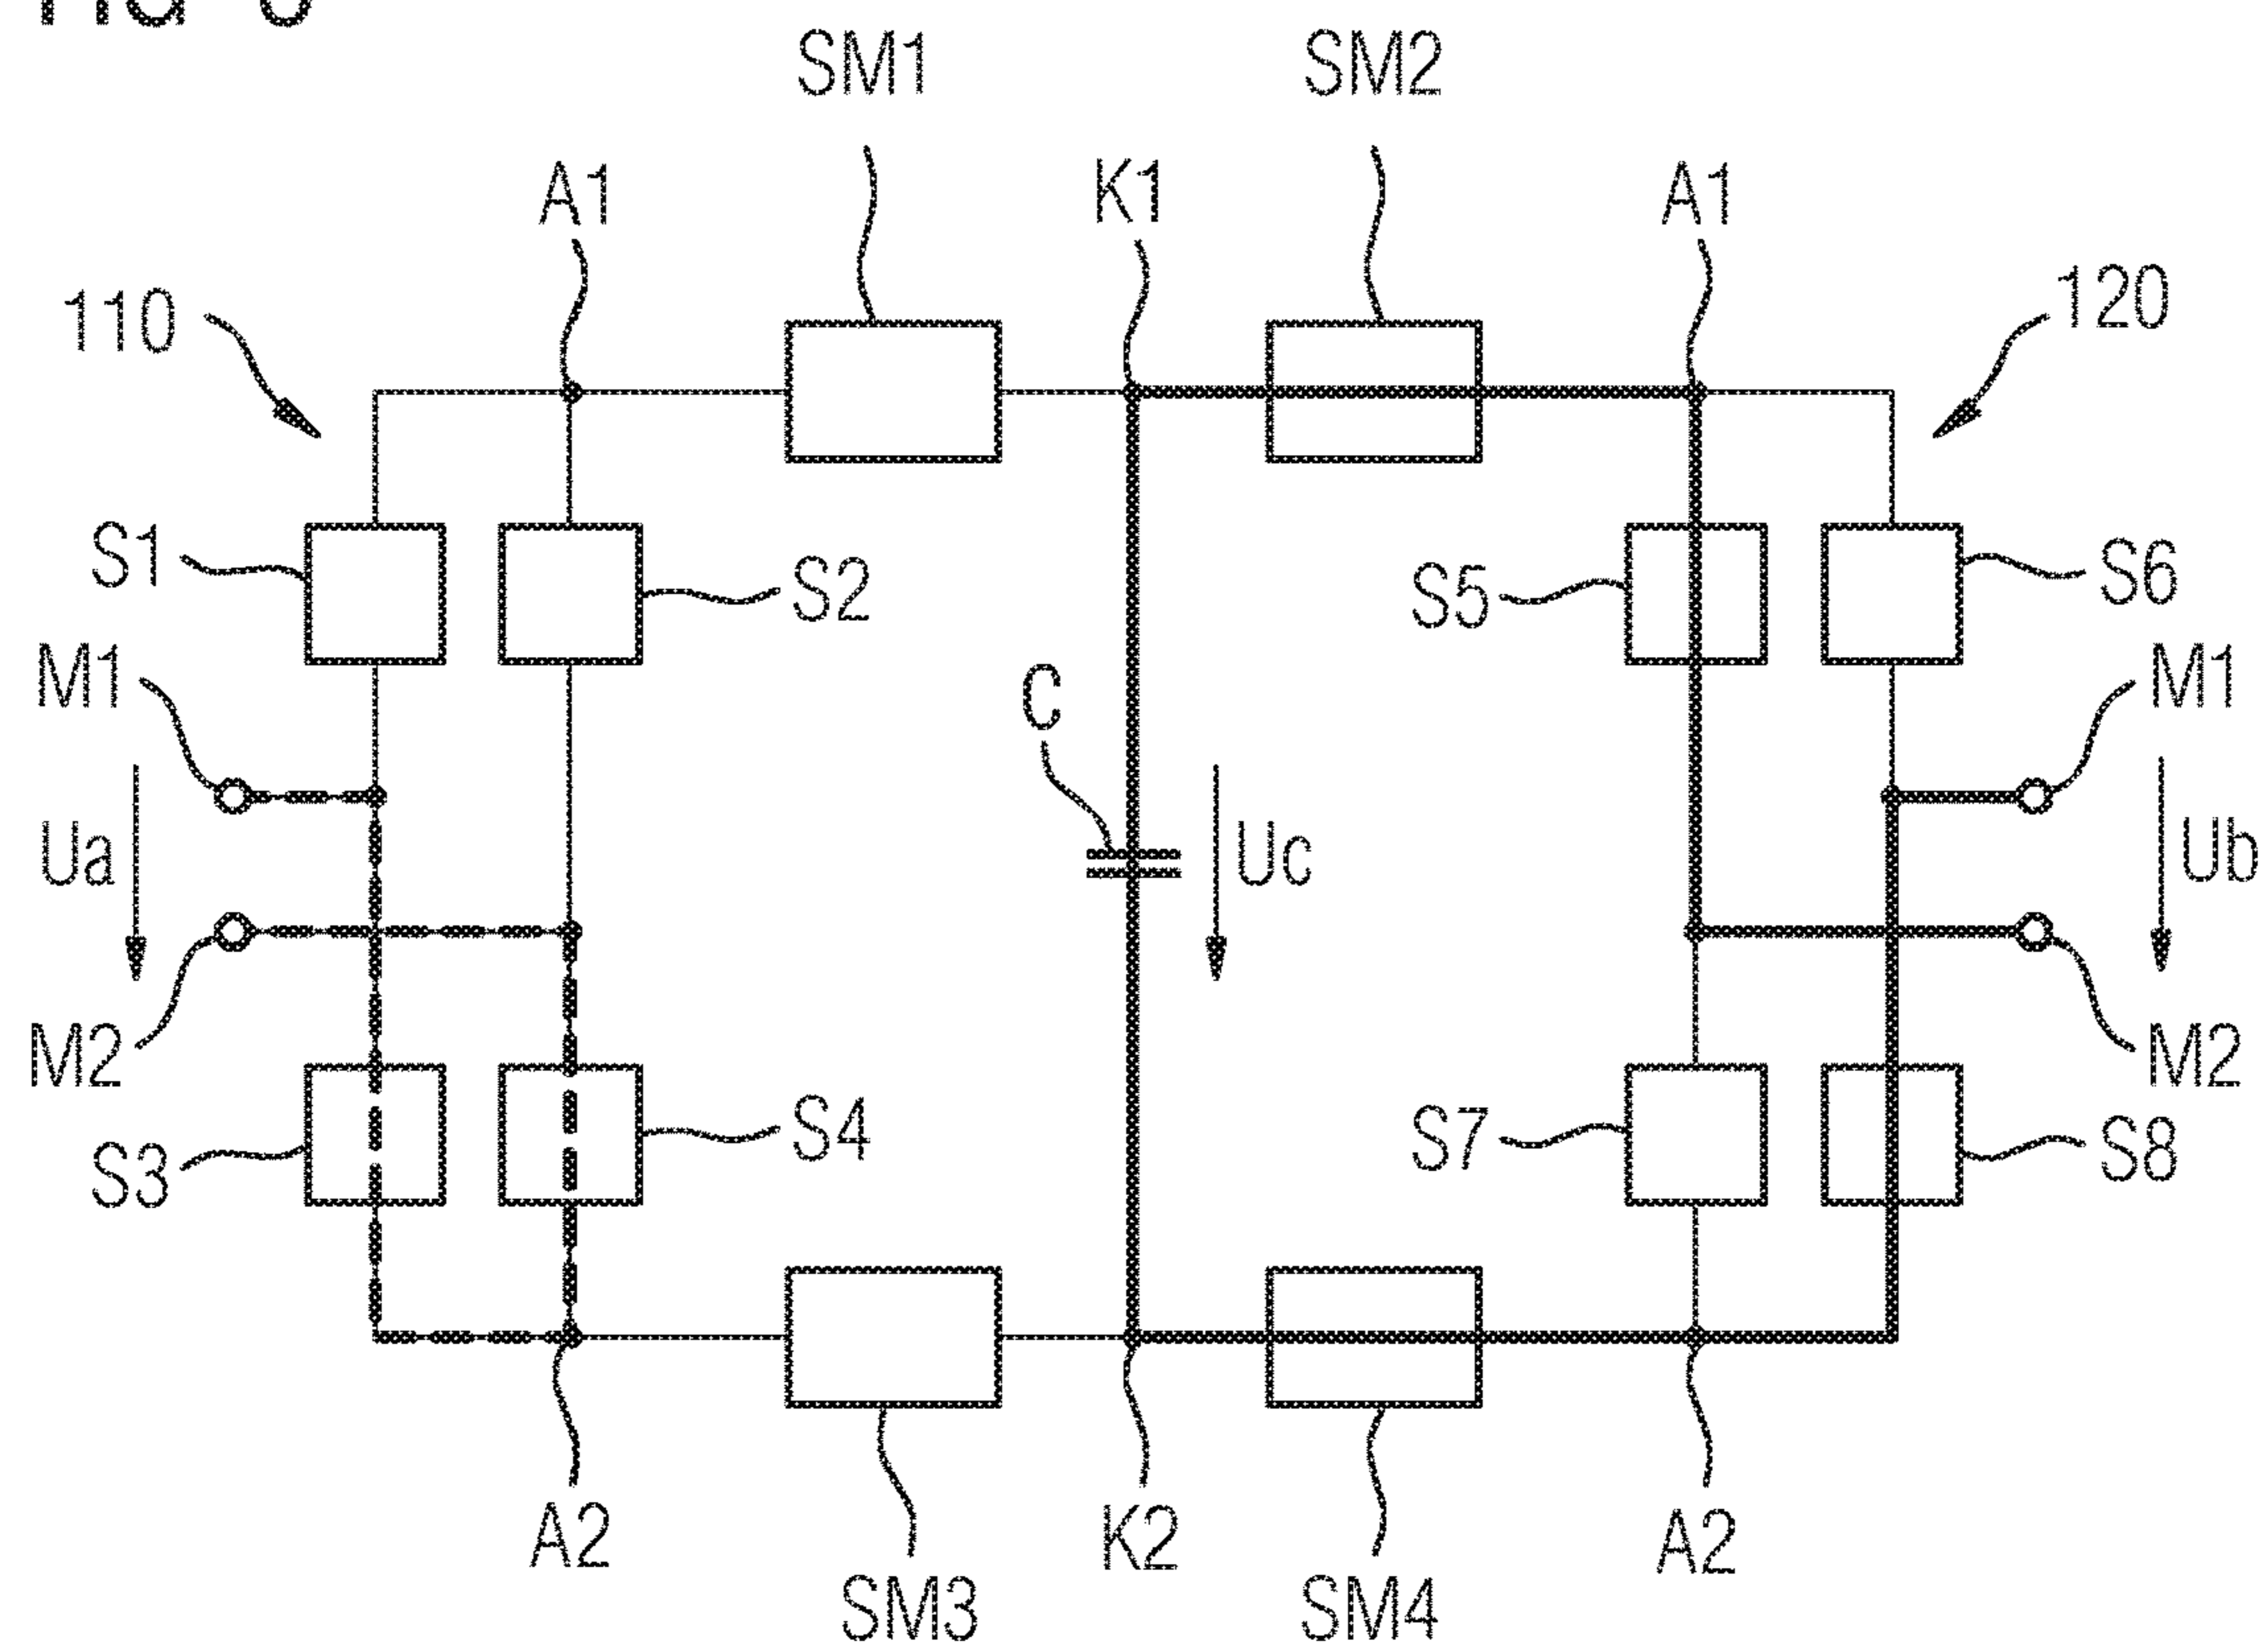 SM1 SM2
A1 K1 A1
110 120
S1 S2 S5 S6
M1 C M1
Ua Uc Ub
M2 M2
S3 S4 S7 S8
A2 K2 A2
SM3 SM4